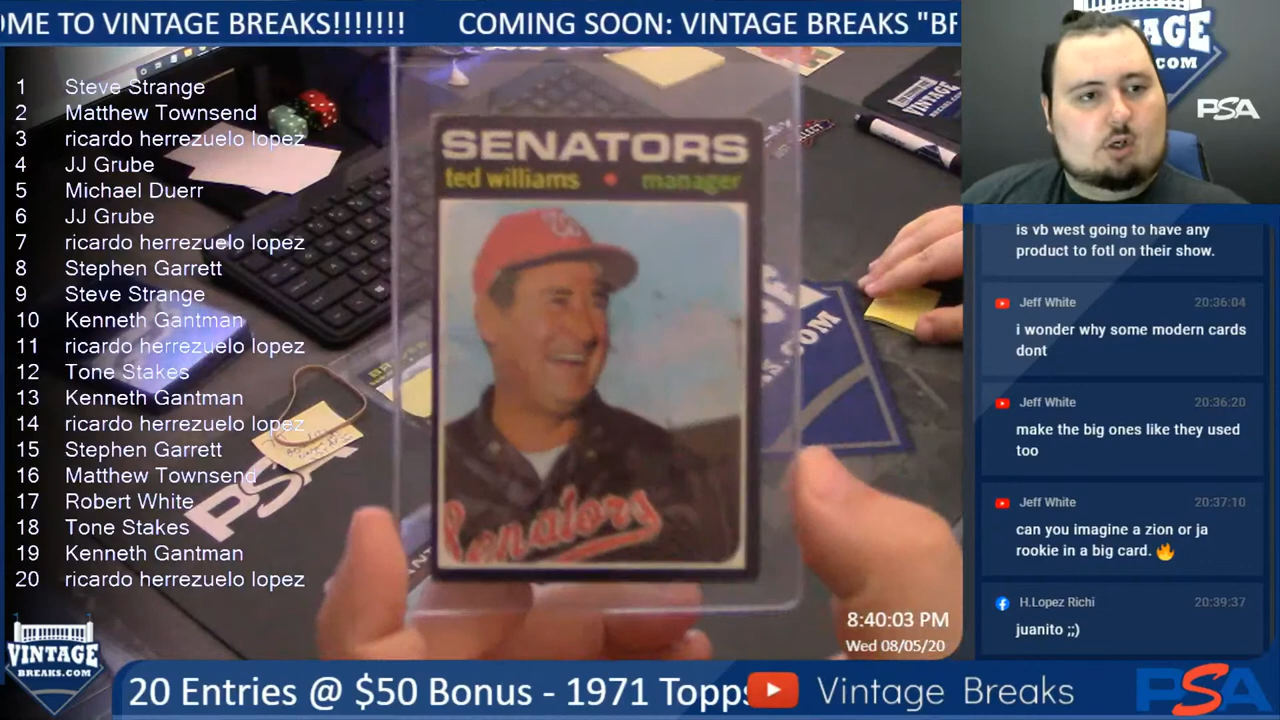 OME TO VINTAGE BREAKS!!!!!!!
COMING SOON: VINTAGE BREAKS "BR
1 Steve Strange
2 Matthew Townsend
3 ricardo herrezuelo lopez
4 JJ Grube
5 Michael Duerr
6 JJ Grube
7 ricardo herrezuelo lopez
8 Stephen Garrett
9 Steve Strange
10 Kenneth Gantman
11 ricardo herrezuelo lopez
12 Tone Stakes
13 Kenneth Gantman
14 ricardo herrezuelo lopez
15 Stephen Garrett
16 Matthew Townsend
17 Robert White
18 Tone Stakes
19 Kenneth Gantman
20 ricardo herrezuelo lopez
SENATORS
ted williams • manager
Senators
PSA
.COM
PSA
is vb west going to have any
product to fotl on their show.
Jeff White 20:36:04
i wonder why some modern cards
dont
Jeff White 20:36:20
make the big ones like they used
too
Jeff White 20:37:10
can you imagine a zion or ja
rookie in a big card. 🔥
H.Lopez Richi 20:39:37
juanito ;;)
8:40:03 PM
Wed 08/05/20
VINTAGE
BREAKS.COM
20 Entries @ $50 Bonus - 1971 Topps
Vintage Breaks
PSA